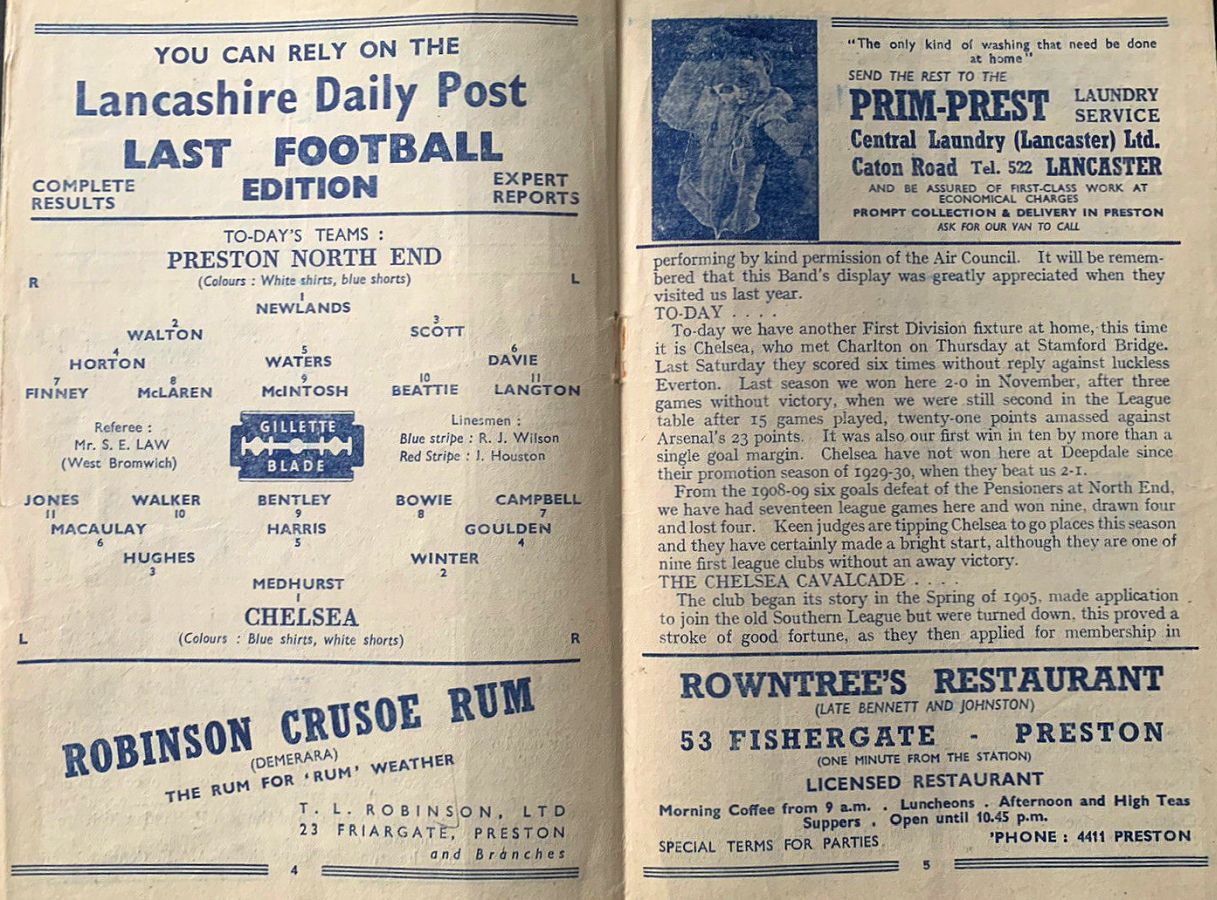 YOU CAN RELY ON THE
Lancashire Daily Post
LAST FOOTBALL
COMPLETE RESULTS EDITION EXPERT REPORTS
TO-DAY'S TEAMS :
PRESTON NORTH END
R (Colours : White shirts, blue shorts) L
1
NEWLANDS
2 3
WALTON SCOTT
4 5 6
HORTON WATERS DAVIE
7 8 9 10 11
FINNEY McLAREN McINTOSH BEATTIE LANGTON
Referee :
Mr. S. E. LAW
(West Bromwich)
GILLETTE
BLADE
Linesmen :
Blue stripe : R. J. Wilson
Red Stripe : J. Houston
JONES WALKER BENTLEY BOWIE CAMPBELL
11 10 9 8 7
MACAULAY HARRIS GOULDEN
6 5 4
HUGHES WINTER
3 2
MEDHURST
1
CHELSEA
L (Colours : Blue shirts, white shorts) R
ROBINSON CRUSOE RUM
(DEMERARA)
THE RUM FOR 'RUM' WEATHER
T. L. ROBINSON, LTD
23 FRIARGATE, PRESTON
and Branches
4
"The only kind of washing that need be done
at home"
SEND THE REST TO THE
PRIM-PREST LAUNDRY SERVICE
Central Laundry (Lancaster) Ltd.
Caton Road Tel. 522 LANCASTER
AND BE ASSURED OF FIRST-CLASS WORK AT
ECONOMICAL CHARGES
PROMPT COLLECTION & DELIVERY IN PRESTON
ASK FOR OUR VAN TO CALL
performing by kind permission of the Air Council. It will be remem-
bered that this Band's display was greatly appreciated when they
visited us last year.
TO-DAY . . . .
To-day we have another First Division fixture at home, this time
it is Chelsea, who met Charlton on Thursday at Stamford Bridge.
Last Saturday they scored six times without reply against luckless
Everton. Last season we won here 2-0 in November, after three
games without victory, when we were still second in the League
table after 15 games played, twenty-one points amassed against
Arsenal's 23 points. It was also our first win in ten by more than a
single goal margin. Chelsea have not won here at Deepdale since
their promotion season of 1929-30, when they beat us 2-1.
From the 1908-09 six goals defeat of the Pensioners at North End,
we have had seventeen league games here and won nine, drawn four
and lost four. Keen judges are tipping Chelsea to go places this season
and they have certainly made a bright start, although they are one of
nine first league clubs without an away victory.
THE CHELSEA CAVALCADE . . . .
The club began its story in the Spring of 1905, made application
to join the old Southern League but were turned down, this proved a
stroke of good fortune, as they then applied for membership in
ROWNTREE'S RESTAURANT
(LATE BENNETT AND JOHNSTON)
53 FISHERGATE - PRESTON
(ONE MINUTE FROM THE STATION)
LICENSED RESTAURANT
Morning Coffee from 9 a.m. . Luncheons . Afternoon and High Teas
Suppers . Open until 10.45 p.m.
SPECIAL TERMS FOR PARTIES 'PHONE : 4411 PRESTON
5